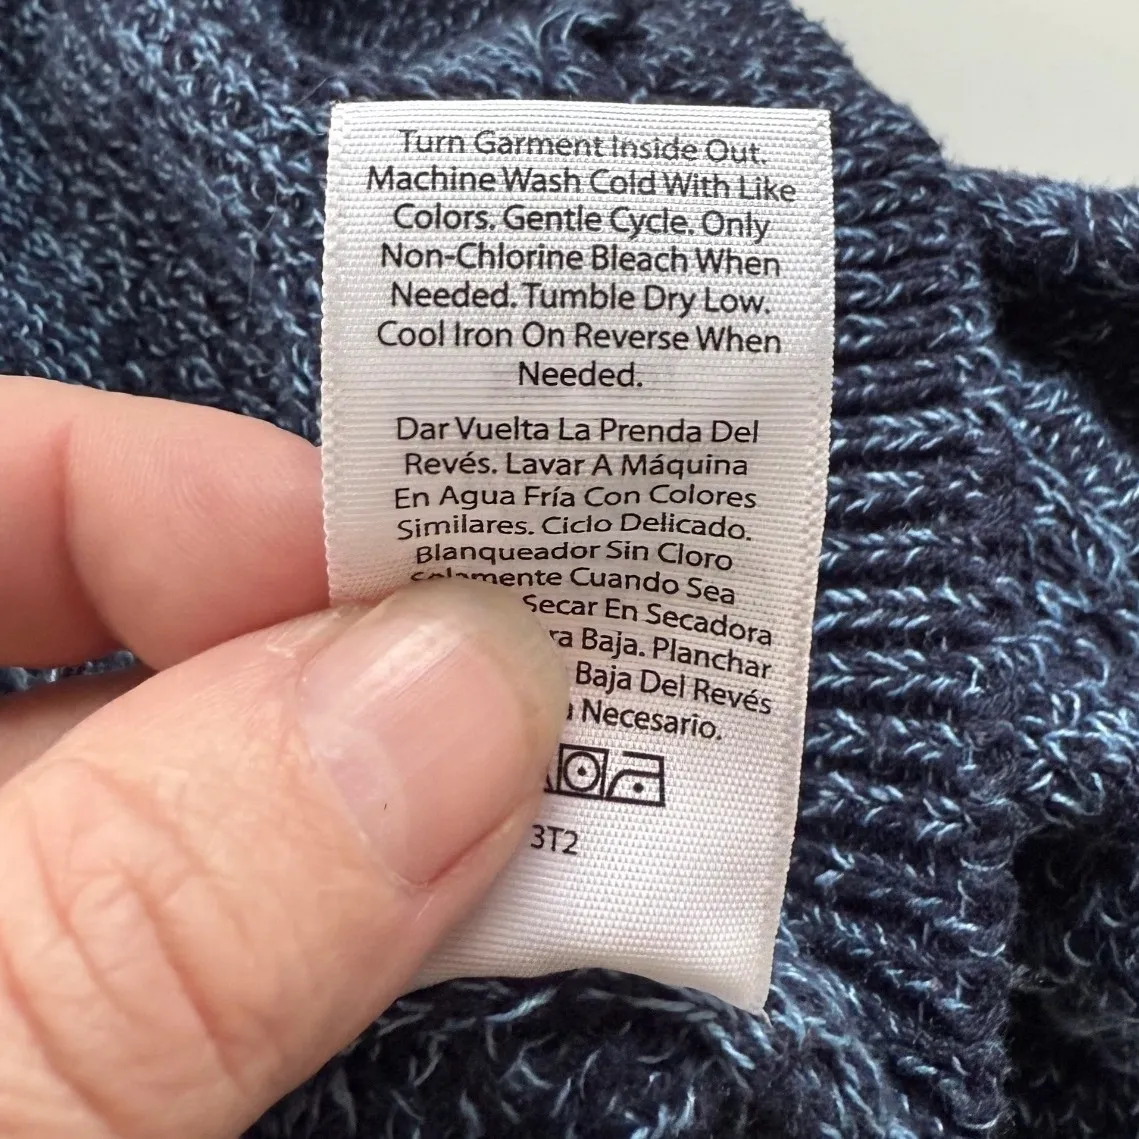 Turn Garment Inside Out.
Machine Wash Cold With Like
Colors. Gentle Cycle. Only
Non-Chlorine Bleach When
Needed. Tumble Dry Low.
Cool Iron On Reverse When
Needed.
Dar Vuelta La Prenda Del
Revés. Lavar A Máquina
En Agua Fría Con Colores
Similares. Ciclo Delicado.
Blanqueador Sin Cloro
Solamente Cuando Sea
Secar En Secadora
Baja. Planchar
Baja Del Revés
Necesario.
3T2